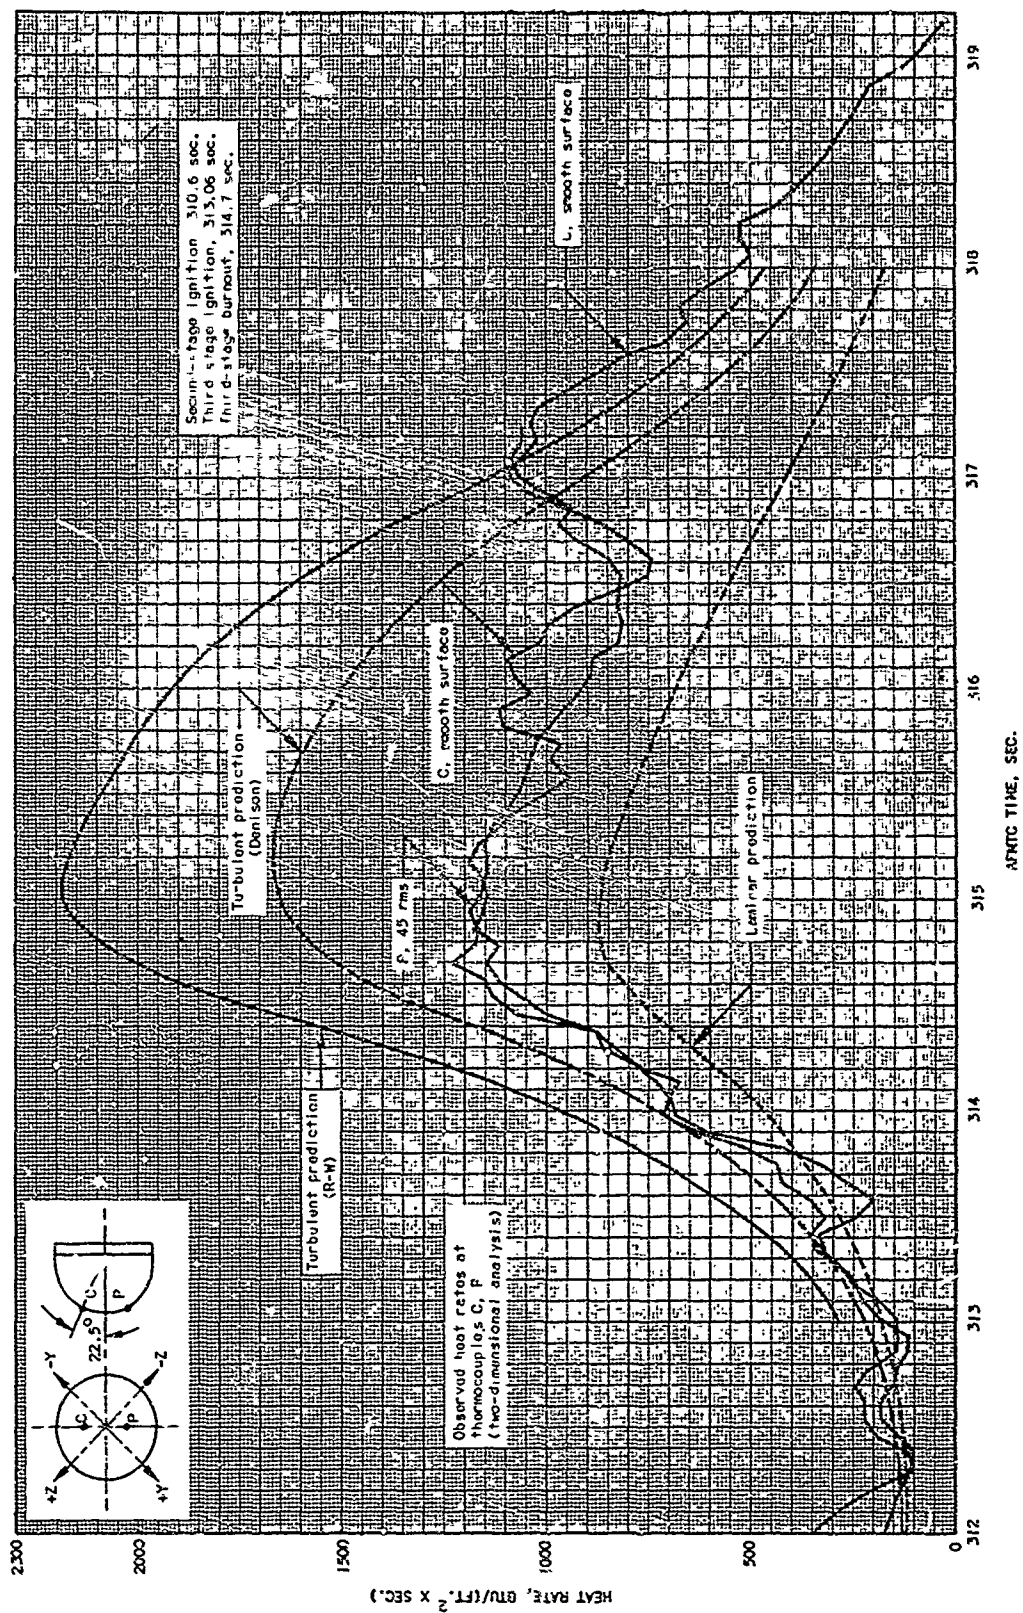 2300
2000
1500
1000
500
0
HEAT RATE, BTU/(FT.² X SEC.)
312
313
314
315
316
317
318
319
AFMTC TIME, SEC.
+Z
-Y
C
P
+Y
-Z
22.5°
C
P
Turbulent prediction
(R-W)
Observed heat rates at
thermocouples C, P
(two-dimensional analysis)
Turbulent prediction
(Denison)
P, 45 rms
C, smooth surface
Laminar prediction
Second-stage ignition 310.6 sec.
Third stage ignition, 313.06 sec.
Third-stage burnout, 314.7 sec.
smooth surface